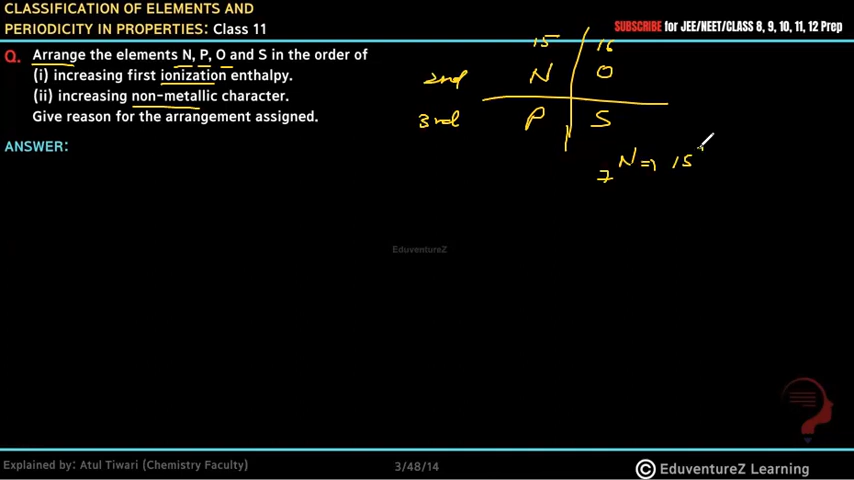 CLASSIFICATION OF ELEMENTS AND
PERIODICITY IN PROPERTIES: Class 11
SUBSCRIBE for JEE/NEET/CLASS 8, 9, 10, 11, 12 Prep
Q. Arrange the elements N, P, O and S in the order of
(i) increasing first ionization enthalpy.
(ii) increasing non-metallic character.
Give reason for the arrangement assigned.
ANSWER:
15 16
2nd N O
3rd P S
7 N ⇒ 1s
EduventureZ
Explained by: Atul Tiwari (Chemistry Faculty)
3/48/14
© EduventureZ Learning